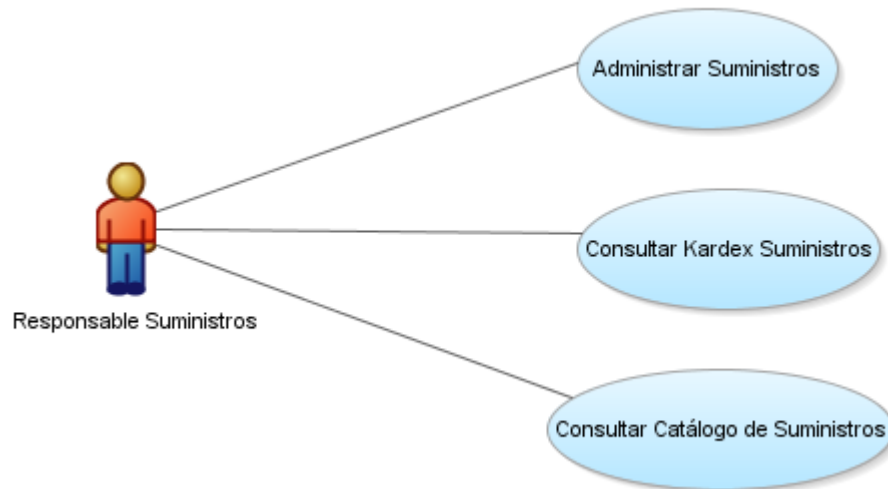 Administrar Suministros
Consultar Kardex Suministros
Responsable Suministros
Consultar Catálogo de Suministros